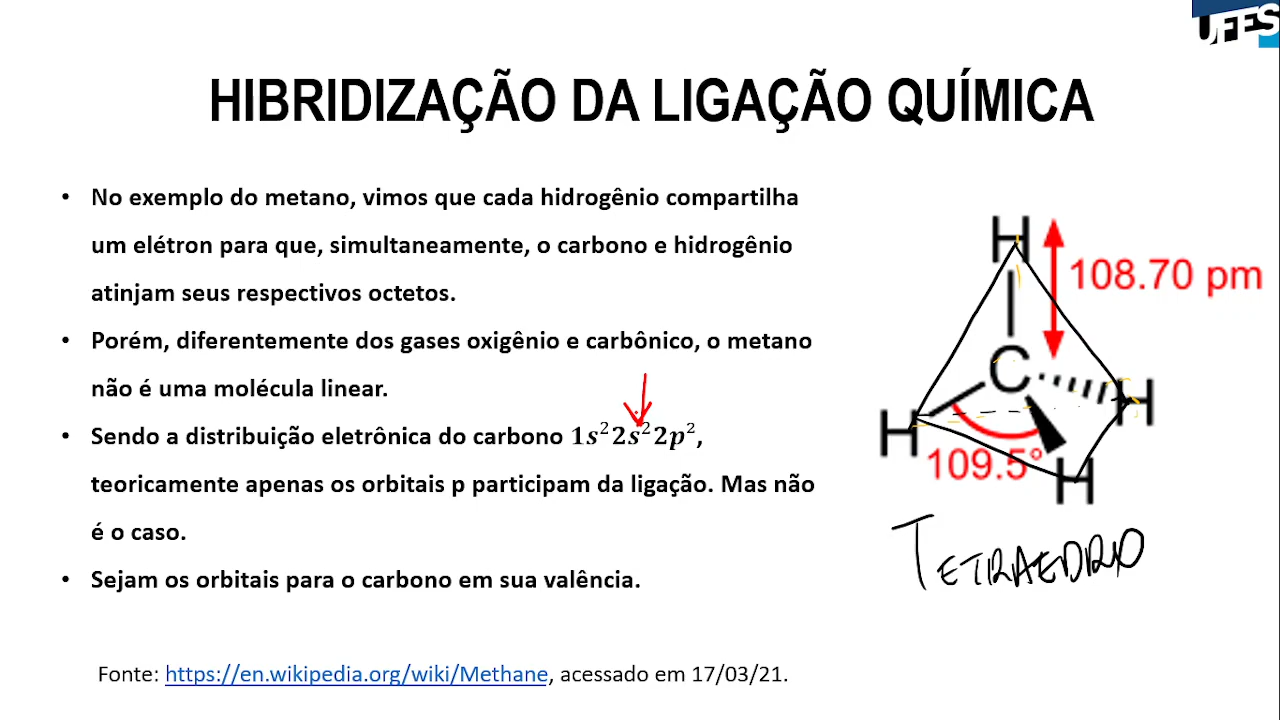 UFES
HIBRIDIZAÇÃO DA LIGAÇÃO QUÍMICA
• No exemplo do metano, vimos que cada hidrogênio compartilha
um elétron para que, simultaneamente, o carbono e hidrogênio
atinjam seus respectivos octetos.
• Porém, diferentemente dos gases oxigênio e carbônico, o metano
não é uma molécula linear.
• Sendo a distribuição eletrônica do carbono 1s²2s²2p²,
teoricamente apenas os orbitais p participam da ligação. Mas não
é o caso.
• Sejam os orbitais para o carbono em sua valência.
H
108.70 pm
C
H
H
109.5°
H
TETRAEDRO
Fonte: https://en.wikipedia.org/wiki/Methane, acessado em 17/03/21.